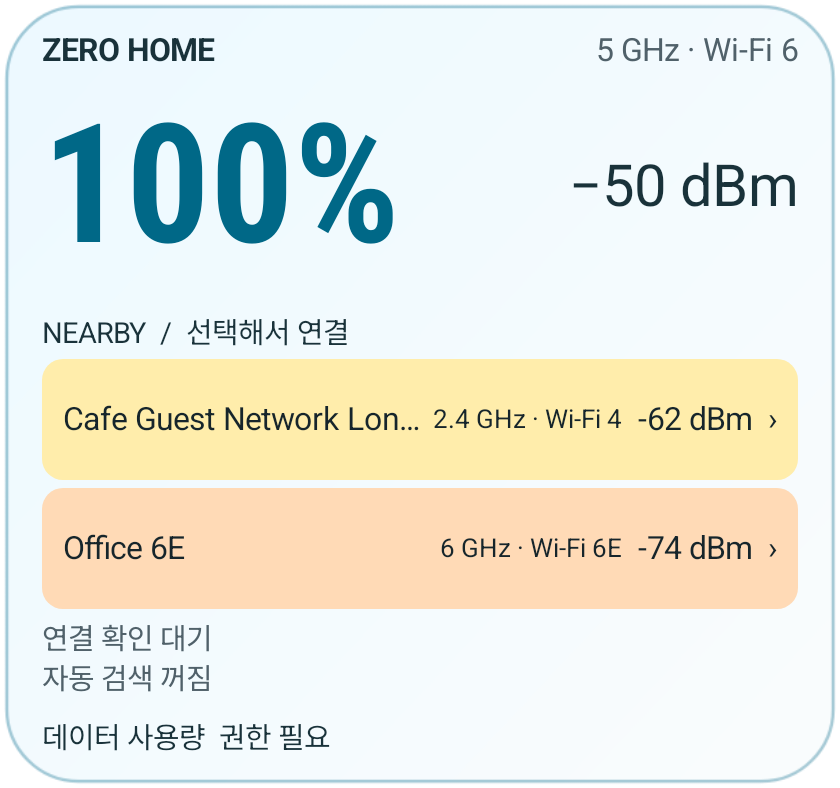 ZERO HOME 5 GHz · Wi-Fi 6
100% −50 dBm
NEARBY / 선택해서 연결
Cafe Guest Network Lon... 2.4 GHz · Wi-Fi 4 -62 dBm ›
Office 6E 6 GHz · Wi-Fi 6E -74 dBm ›
연결 확인 대기
자동 검색 꺼짐
데이터 사용량 권한 필요